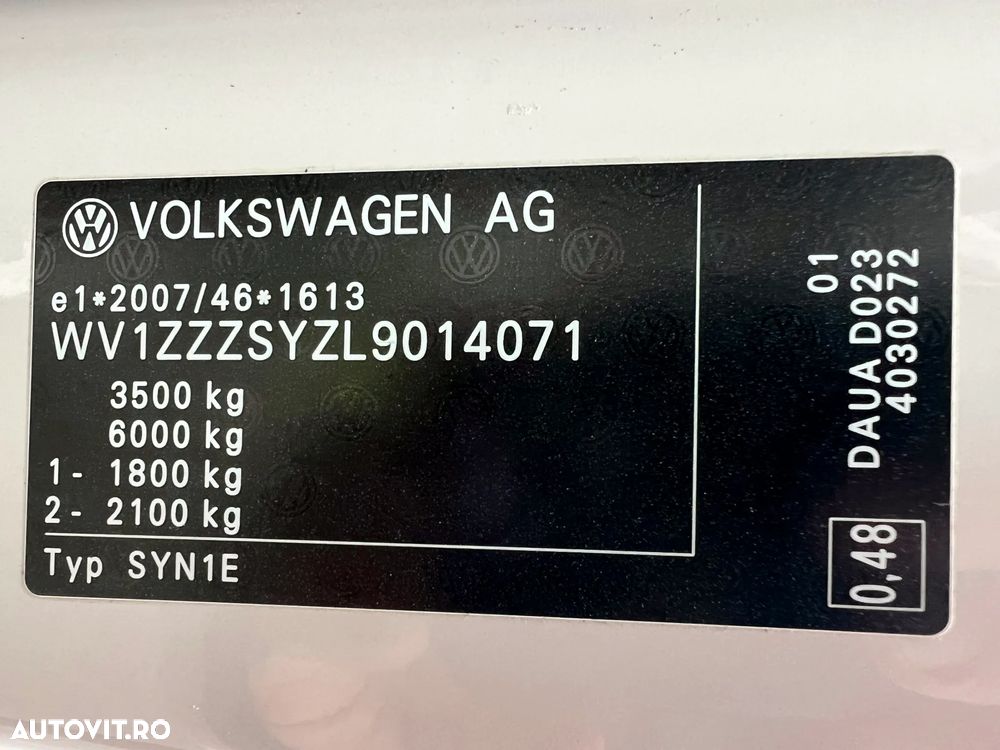 VOLKSWAGEN AG
e1*2007/46*1613
WV1ZZZSYZL9014071
3500 kg
6000 kg
1- 1800 kg
2- 2100 kg
Typ SYN1E
01
DAUA D023
4030272
0,48
AUTOVIT.RO